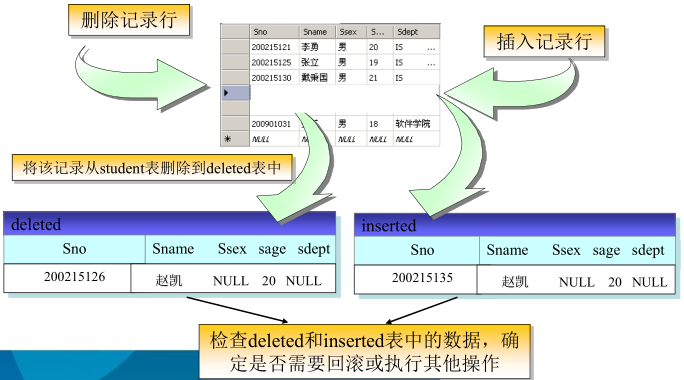 删除记录行
插入记录行
Sno Sname Ssex S... Sdept
200215121 李勇 男 20 IS ...
200215125 张立 男 19 IS ...
200215130 戴秉国 男 21 IS
200901031 男 18 软件学院
NULL NULL NULL NULL NULL
将该记录从student表删除到deleted表中
deleted
Sno Sname Ssex sage sdept
200215126 赵凯 NULL 20 NULL
inserted
Sno Sname Ssex sage sdept
200215135 赵凯 NULL 20 NULL
检查deleted和inserted表中的数据，确
定是否需要回滚或执行其他操作